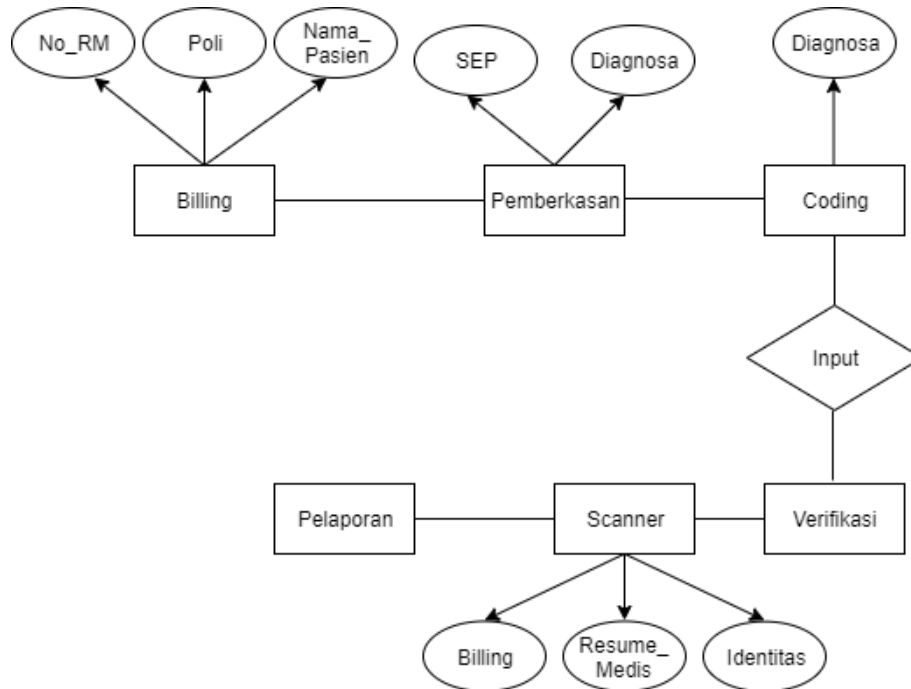 No_RM
Poli
Nama_
Pasien
SEP
Diagnosa
Diagnosa
Billing
Pemberkasan
Coding
Input
Pelaporan
Scanner
Verifikasi
Billing
Resume_
Medis
Identitas